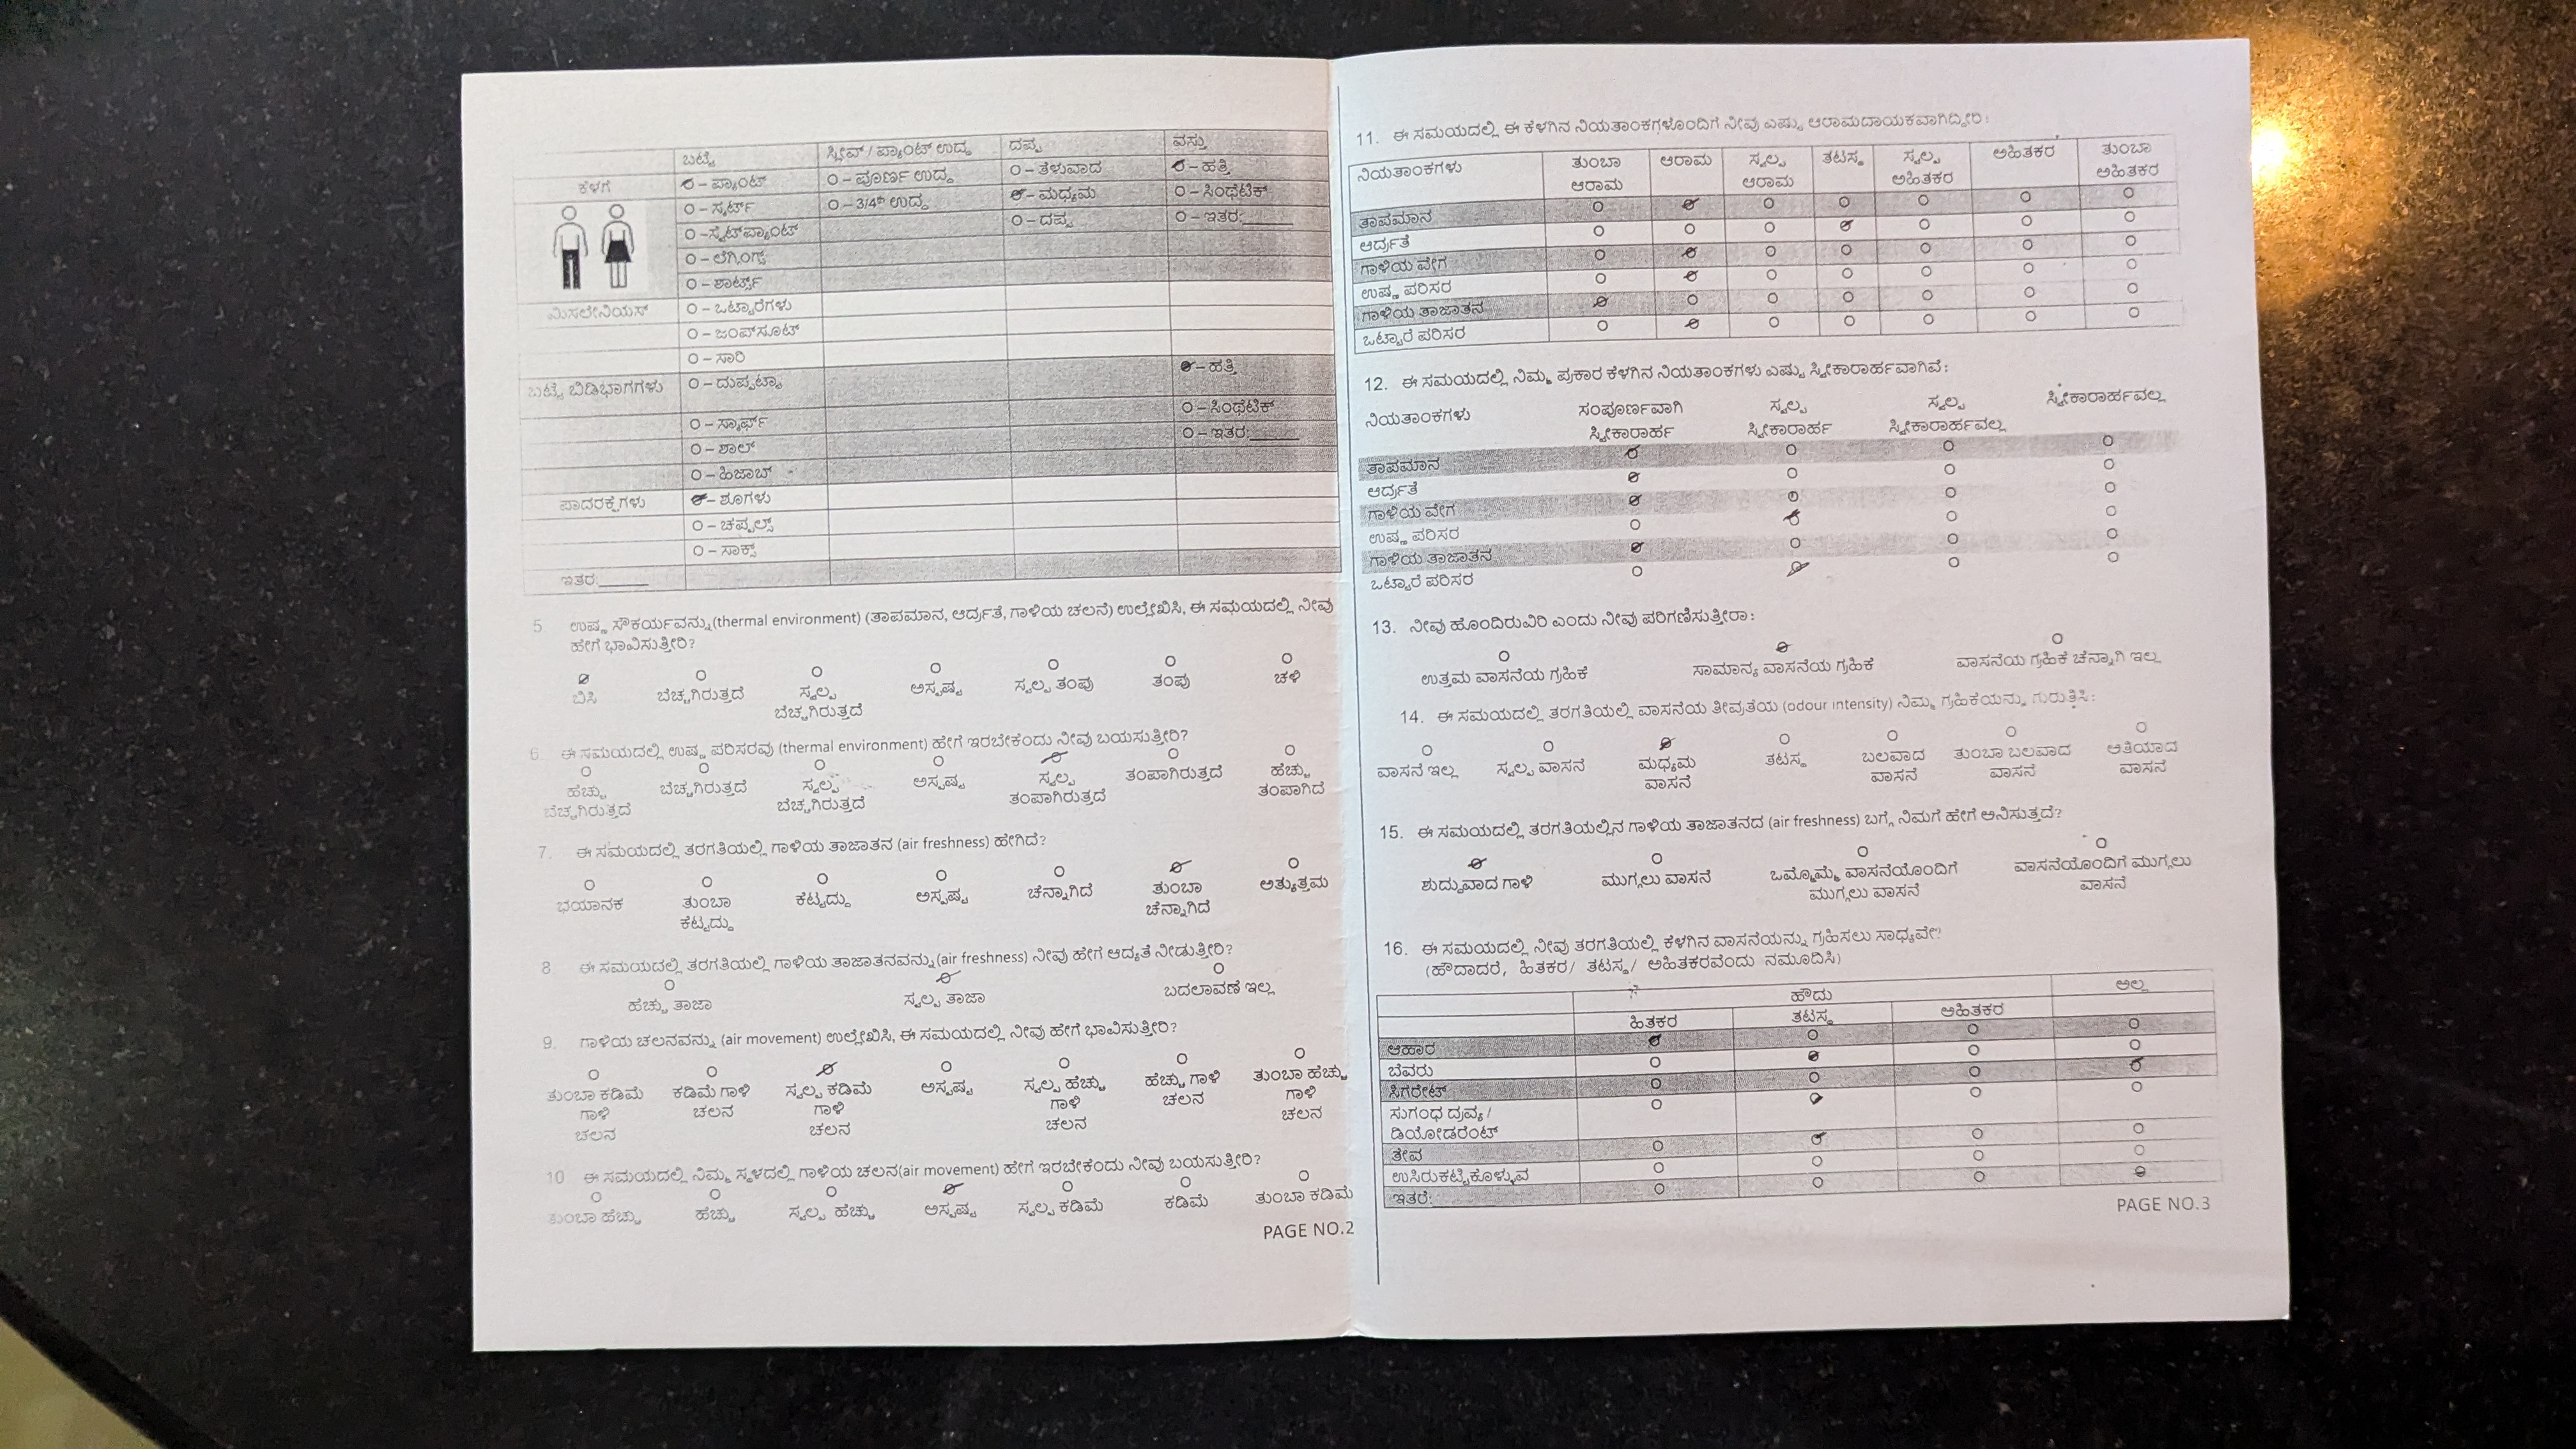 ಬಟ್ಟೆ ಸ್ಲೀವ್ / ಪ್ಯಾಂಟ್ ಉದ್ದ ದಪ್ಪ ವಸ್ತು
ಕೆಳಗೆ O – ಪ್ಯಾಂಟ್ O – ಪೂರ್ಣ ಉದ್ದ O – ತೆಳುವಾದ O – ಹತ್ತಿ
O – ಸ್ಕರ್ಟ್ O – 3/4th ಉದ್ದ O – ಮಧ್ಯಮ O – ಸಿಂಥೆಟಿಕ್
O –ಸ್ವೆಟ್‌ಪ್ಯಾಂಟ್ O – ದಪ್ಪ O – ಇತರ:______
O – ಲೆಗ್ಗಿಂಗ್ಸ್
O – ಶಾರ್ಟ್ಸ್
ಮಿಸಲೇನಿಯಸ್ O – ಒಟ್ಟಾರೆಗಳು
O – ಜಂಪ್‌ಸೂಟ್
O – ಸಾರಿ
ಬಟ್ಟೆ ಬಿಡಿಭಾಗಗಳು O – ದುಪ್ಪಟ್ಟಾ O – ಹತ್ತಿ
O – ಸ್ಕಾರ್ಫ್ O – ಸಿಂಥೆಟಿಕ್
O – ಶಾಲ್ O – ಇತರ:______
O – ಹಿಜಾಬ್
ಪಾದರಕ್ಷೆಗಳು O – ಶೂಗಳು
O – ಚಪ್ಪಲ್ಸ್
O – ಸಾಕ್ಸ್
ಇತರ:______
5 ಉಷ್ಣ ಸೌಕರ್ಯವನ್ನು (thermal environment) (ತಾಪಮಾನ, ಆರ್ದ್ರತೆ, ಗಾಳಿಯ ಚಲನೆ) ಉಲ್ಲೇಖಿಸಿ, ಈ ಸಮಯದಲ್ಲಿ ನೀವು
ಹೇಗೆ ಭಾವಿಸುತ್ತೀರಿ?
O O O O O O O
ಬಿಸಿ ಬೆಚ್ಚಗಿರುತ್ತದೆ ಸ್ವಲ್ಪ ಅಸ್ಪಷ್ಟ ಸ್ವಲ್ಪ ತಂಪು ತಂಪು ಚಳಿ
ಬೆಚ್ಚಗಿರುತ್ತದೆ
6. ಈ ಸಮಯದಲ್ಲಿ ಉಷ್ಣ ಪರಿಸರವು (thermal environment) ಹೇಗೆ ಇರಬೇಕೆಂದು ನೀವು ಬಯಸುತ್ತೀರಿ?
O O O O O O O
ಹೆಚ್ಚು ಬೆಚ್ಚಗಿರುತ್ತದೆ ಸ್ವಲ್ಪ ಅಸ್ಪಷ್ಟ ಸ್ವಲ್ಪ ತಂಪಾಗಿರುತ್ತದೆ ಹೆಚ್ಚು
ಬೆಚ್ಚಗಿರುತ್ತದೆ ಬೆಚ್ಚಗಿರುತ್ತದೆ ತಂಪಾಗಿರುತ್ತದೆ ತಂಪಾಗಿದೆ
7. ಈ ಸಮಯದಲ್ಲಿ ತರಗತಿಯಲ್ಲಿ ಗಾಳಿಯ ತಾಜಾತನ (air freshness) ಹೇಗಿದೆ?
O O O O O O O
ಭಯಾನಕ ತುಂಬಾ ಕೆಟ್ಟದ್ದು ಅಸ್ಪಷ್ಟ ಚೆನ್ನಾಗಿದೆ ತುಂಬಾ ಅತ್ಯುತ್ತಮ
ಕೆಟ್ಟದ್ದು ಚೆನ್ನಾಗಿದೆ
8 ಈ ಸಮಯದಲ್ಲಿ ತರಗತಿಯಲ್ಲಿ ಗಾಳಿಯ ತಾಜಾತನವನ್ನು (air freshness) ನೀವು ಹೇಗೆ ಆದ್ಯತೆ ನೀಡುತ್ತೀರಿ?
O O O
ಹೆಚ್ಚು ತಾಜಾ ಸ್ವಲ್ಪ ತಾಜಾ ಬದಲಾವಣೆ ಇಲ್ಲ
9. ಗಾಳಿಯ ಚಲನವನ್ನು (air movement) ಉಲ್ಲೇಖಿಸಿ, ಈ ಸಮಯದಲ್ಲಿ ನೀವು ಹೇಗೆ ಭಾವಿಸುತ್ತೀರಿ?
O O O O O O O
ತುಂಬಾ ಕಡಿಮೆ ಕಡಿಮೆ ಗಾಳಿ ಸ್ವಲ್ಪ ಕಡಿಮೆ ಅಸ್ಪಷ್ಟ ಸ್ವಲ್ಪ ಹೆಚ್ಚು ಹೆಚ್ಚು ಗಾಳಿ ತುಂಬಾ ಹೆಚ್ಚು
ಗಾಳಿ ಚಲನ ಗಾಳಿ ಗಾಳಿ ಚಲನ ಗಾಳಿ
ಚಲನ ಚಲನ ಚಲನ ಚಲನ
10 ಈ ಸಮಯದಲ್ಲಿ ನಿಮ್ಮ ಸ್ಥಳದಲ್ಲಿ ಗಾಳಿಯ ಚಲನ(air movement) ಹೇಗೆ ಇರಬೇಕೆಂದು ನೀವು ಬಯಸುತ್ತೀರಿ?
O O O O O O O
ತುಂಬಾ ಹೆಚ್ಚು ಹೆಚ್ಚು ಸ್ವಲ್ಪ ಹೆಚ್ಚು ಅಸ್ಪಷ್ಟ ಸ್ವಲ್ಪ ಕಡಿಮೆ ಕಡಿಮೆ ತುಂಬಾ ಕಡಿಮೆ
PAGE NO.2
11. ಈ ಸಮಯದಲ್ಲಿ ಈ ಕೆಳಗಿನ ನಿಯತಾಂಕಗಳೊಂದಿಗೆ ನೀವು ಎಷ್ಟು ಆರಾಮದಾಯಕವಾಗಿದ್ದೀರಿ:
ನಿಯತಾಂಕಗಳು ತುಂಬಾ ಆರಾಮ ಸ್ವಲ್ಪ ತಟಸ್ಥ ಸ್ವಲ್ಪ ಅಹಿತಕರ ತುಂಬಾ
ಆರಾಮ ಆರಾಮ ಅಹಿತಕರ ಅಹಿತಕರ
ತಾಪಮಾನ O O O O O O O
ಆರ್ದ್ರತೆ O O O O O O O
ಗಾಳಿಯ ವೇಗ O O O O O O O
ಉಷ್ಣ ಪರಿಸರ O O O O O O O
ಗಾಳಿಯ ತಾಜಾತನ O O O O O O O
ಒಟ್ಟಾರೆ ಪರಿಸರ O O O O O O O
12. ಈ ಸಮಯದಲ್ಲಿ ನಿಮ್ಮ ಪ್ರಕಾರ ಕೆಳಗಿನ ನಿಯತಾಂಕಗಳು ಎಷ್ಟು ಸ್ವೀಕಾರಾರ್ಹವಾಗಿವೆ:
ನಿಯತಾಂಕಗಳು ಸಂಪೂರ್ಣವಾಗಿ ಸ್ವಲ್ಪ ಸ್ವಲ್ಪ ಸ್ವೀಕಾರಾರ್ಹವಲ್ಲ
ಸ್ವೀಕಾರಾರ್ಹ ಸ್ವೀಕಾರಾರ್ಹ ಸ್ವೀಕಾರಾರ್ಹವಲ್ಲ
ತಾಪಮಾನ O O O O
ಆರ್ದ್ರತೆ O O O O
ಗಾಳಿಯ ವೇಗ O O O O
ಉಷ್ಣ ಪರಿಸರ O O O O
ಗಾಳಿಯ ತಾಜಾತನ O O O O
ಒಟ್ಟಾರೆ ಪರಿಸರ O O O O
13. ನೀವು ಹೊಂದಿರುವಿರಿ ಎಂದು ನೀವು ಪರಿಗಣಿಸುತ್ತೀರಾ:
O O O
ಉತ್ತಮ ವಾಸನೆಯ ಗ್ರಹಿಕೆ ಸಾಮಾನ್ಯ ವಾಸನೆಯ ಗ್ರಹಿಕೆ ವಾಸನೆಯ ಗ್ರಹಿಕೆ ಚೆನ್ನಾಗಿ ಇಲ್ಲ
14. ಈ ಸಮಯದಲ್ಲಿ ತರಗತಿಯಲ್ಲಿ ವಾಸನೆಯ ತೀವ್ರತೆಯ (odour intensity) ನಿಮ್ಮ ಗ್ರಹಿಕೆಯನ್ನು ಗುರುತ್ತಿಸಿ:
O O O O O O O
ವಾಸನೆ ಇಲ್ಲ ಸ್ವಲ್ಪ ವಾಸನೆ ಮಧ್ಯಮ ತಟಸ್ಥ ಬಲವಾದ ತುಂಬಾ ಬಲವಾದ ಅತಿಯಾದ
ವಾಸನೆ ವಾಸನೆ ವಾಸನೆ ವಾಸನೆ
15. ಈ ಸಮಯದಲ್ಲಿ ತರಗತಿಯಲ್ಲಿನ ಗಾಳಿಯ ತಾಜಾತನದ (air freshness) ಬಗ್ಗೆ ನಿಮಗೆ ಹೇಗೆ ಅನಿಸುತ್ತದೆ?
O O O O
ಶುದ್ಧವಾದ ಗಾಳಿ ಮುಗ್ಗಲು ವಾಸನೆ ಒಮ್ಮೊಮ್ಮೆ ವಾಸನೆಯೊಂದಿಗೆ ವಾಸನೆಯೊಂದಿಗೆ ಮುಗ್ಗಲು
ಮುಗ್ಗಲು ವಾಸನೆ ವಾಸನೆ
16. ಈ ಸಮಯದಲ್ಲಿ ನೀವು ತರಗತಿಯಲ್ಲಿ ಕೆಳಗಿನ ವಾಸನೆಯನ್ನು ಗ್ರಹಿಸಲು ಸಾಧ್ಯವೇ?
(ಹೌದಾದರೆ, ಹಿತಕರ/ ತಟಸ್ಥ/ ಅಹಿತಕರವೆಂದು ನಮೂದಿಸಿ)
ಹೌದು ಅಲ್ಲ
ಹಿತಕರ ತಟಸ್ಥ ಅಹಿತಕರ
ಆಹಾರ O O O O
ಬೆವರು O O O O
ಸಿಗರೇಟ್ O O O O
ಸುಗಂಧ ದ್ರವ್ಯ / O O O O
ಡಿಯೋಡರೆಂಟ್
ತೇವ O O O O
ಉಸಿರುಕಟ್ಟಿಕೊಳ್ಳುವ O O O O
ಇತರೆ: O O O O
PAGE NO.3